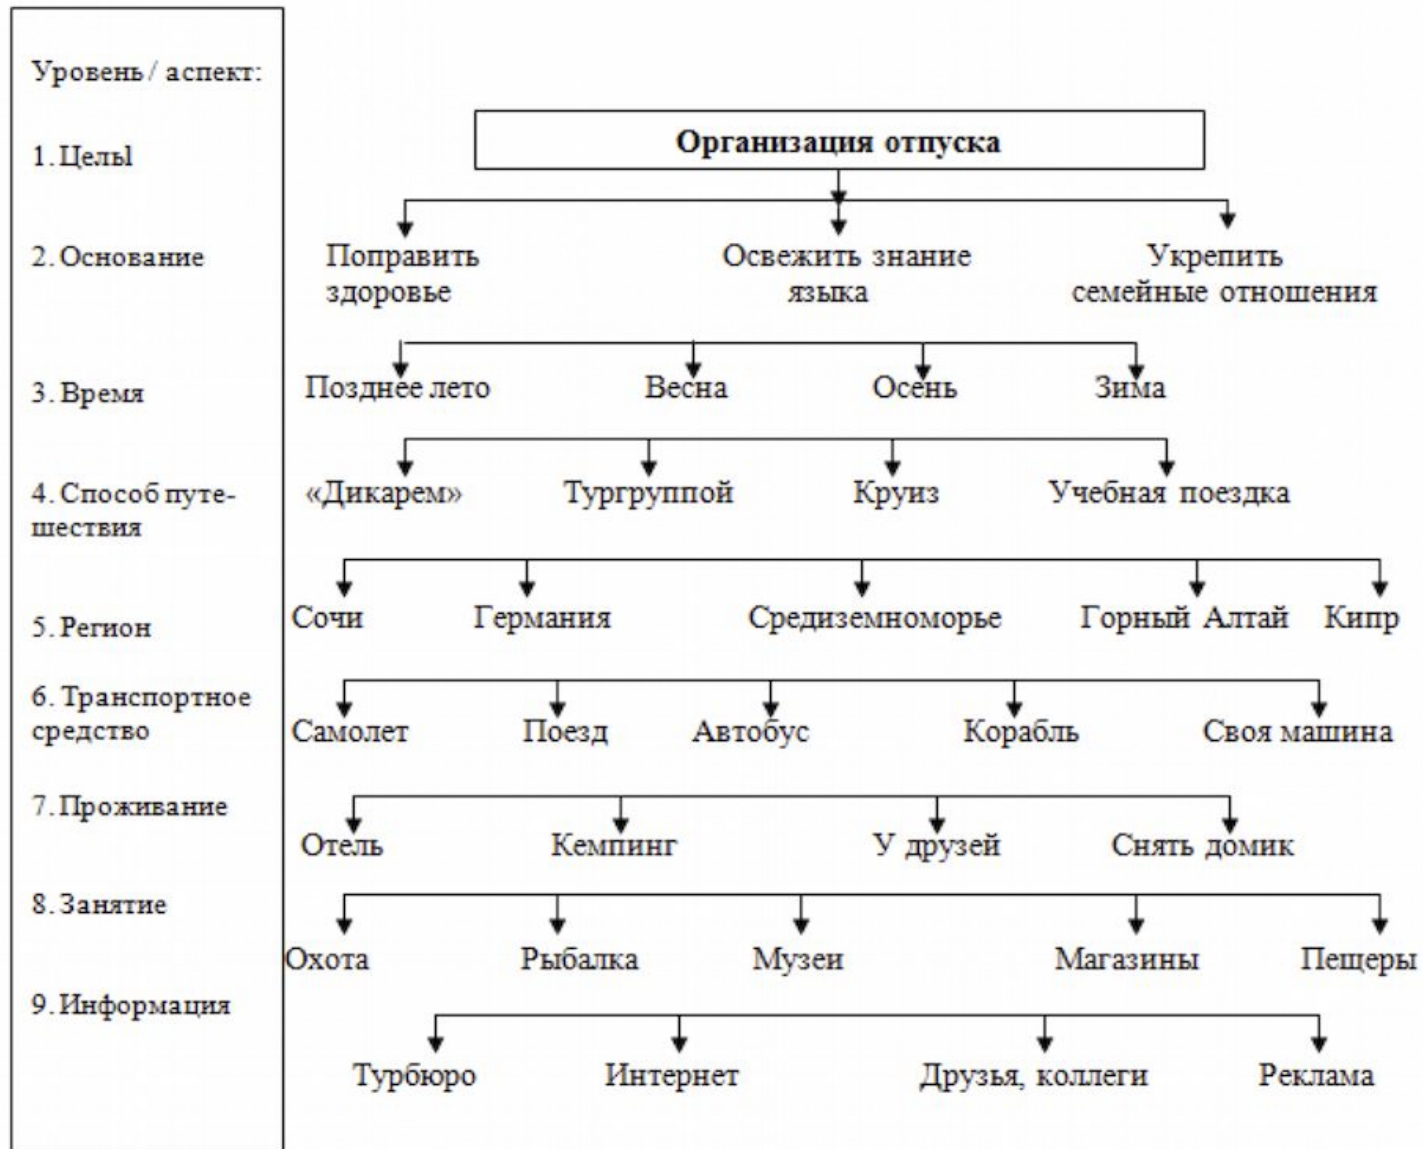 Уровень / аспект:
Организация отпуска
1. Целыl
2. Основание
Поправить здоровье
Освежить знание языка
Укрепить семейные отношения
3. Время
Позднее лето Весна Осень Зима
4. Способ путе-
шествия
«Дикарем» Тургруппой Круиз Учебная поездка
5. Регион
Сочи Германия Средиземноморье Горный Алтай Кипр
6. Транспортное
средство
Самолет Поезд Автобус Корабль Своя машина
7. Проживание
Отель Кемпинг У друзей Снять домик
8. Занятие
Охота Рыбалка Музеи Магазины Пещеры
9. Информация
Турбюро Интернет Друзья, коллеги Реклама